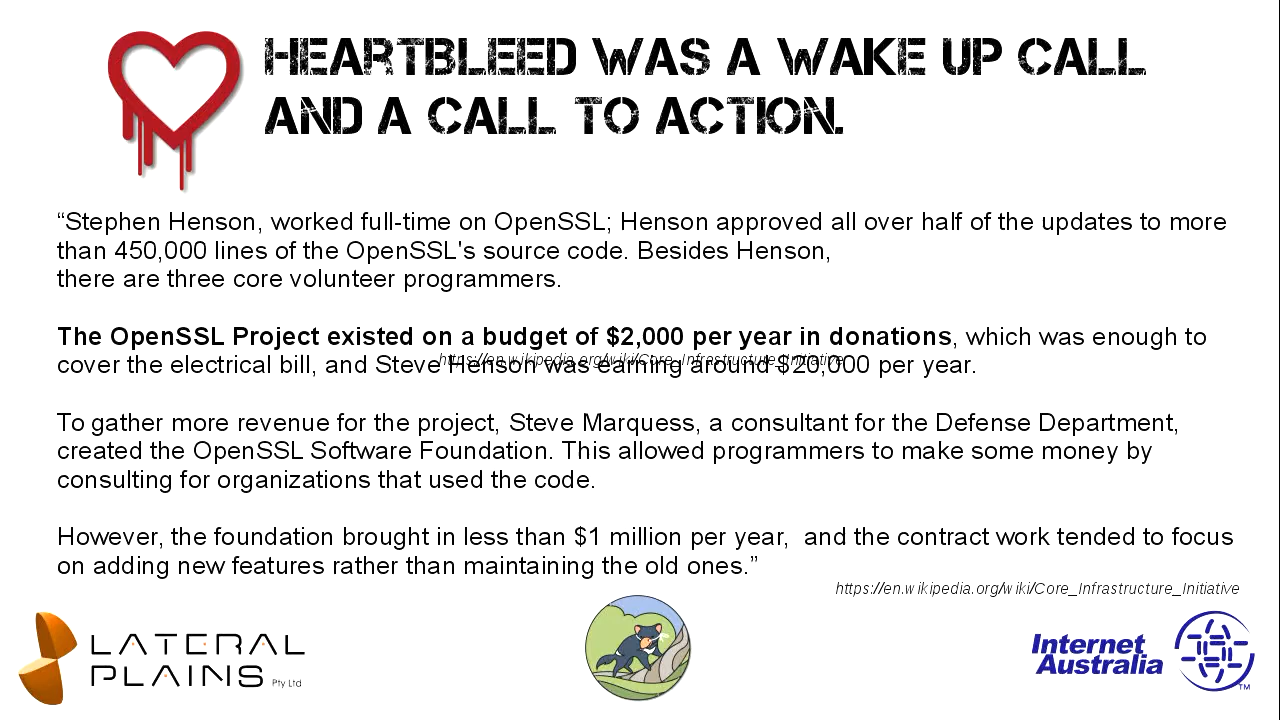 HEARTBLEED WAS A WAKE UP CALL
AND A CALL TO ACTION.
“Stephen Henson, worked full-time on OpenSSL; Henson approved all over half of the updates to more
than 450,000 lines of the OpenSSL's source code. Besides Henson,
there are three core volunteer programmers.
The OpenSSL Project existed on a budget of $2,000 per year in donations, which was enough to
https://en.wikipedia.org/wiki/Core_Infrastructure_Initiative
cover the electrical bill, and Steve Henson was earning around $20,000 per year.
To gather more revenue for the project, Steve Marquess, a consultant for the Defense Department,
created the OpenSSL Software Foundation. This allowed programmers to make some money by
consulting for organizations that used the code.
However, the foundation brought in less than $1 million per year,  and the contract work tended to focus
on adding new features rather than maintaining the old ones.”
https://en.wikipedia.org/wiki/Core_Infrastructure_Initiative
LATERAL
PLAINS Pty Ltd
Internet
Australia
TM